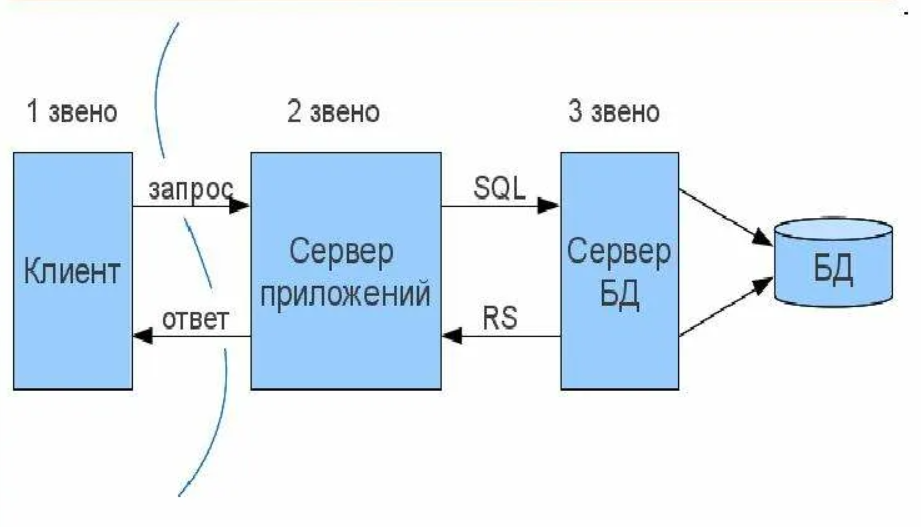 1 звено
2 звено
3 звено
запрос
SQL
Клиент
Сервер
приложений
Сервер
БД
БД
ответ
RS